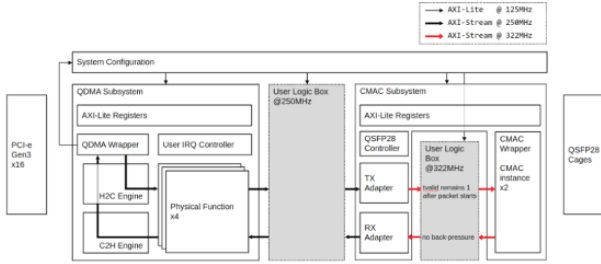 AXI-Lite @ 125MHz
AXI-Stream @ 250MHz
AXI-Stream @ 322MHz
System Configuration
PCI-e
Gen3
x16
QDMA Subsystem
AXI-Lite Registers
QDMA Wrapper
User IRQ Controller
H2C Engine
C2H Engine
Physical Function
x4
User Logic Box
@250MHz
CMAC Subsystem
AXI-Lite Registers
QSFP28
Controller
TX
Adapter
RX
Adapter
User Logic
Box
@322MHz
tvalid remains 1
after packet starts
no back-pressure
CMAC
Wrapper
CMAC
instance
x2
QSFP28
Cages